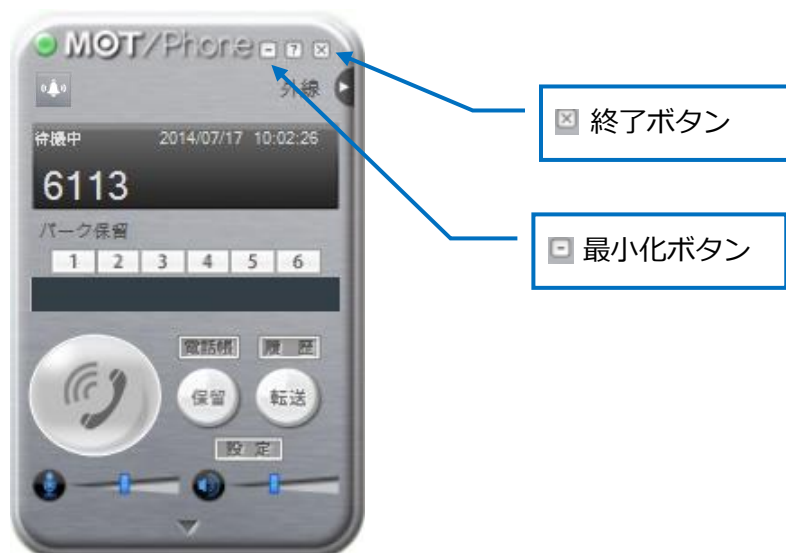 MOT/Phone
外線
待機中 2014/07/17 10:02:26
6113
パーク保留
1 2 3 4 5 6
電話帳 履 歴
保留 転送
設 定
終了ボタン
最小化ボタン